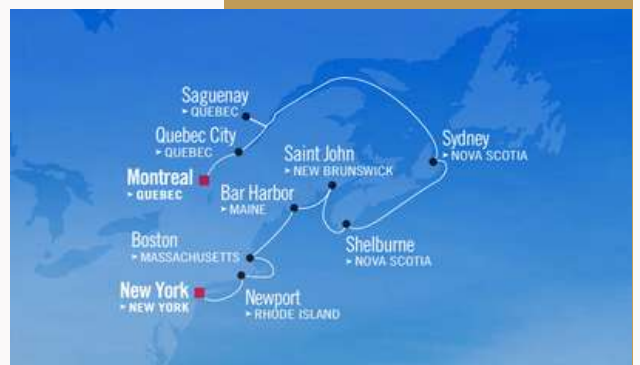 Saguenay
▸ QUEBEC
Quebec City
▸ QUEBEC
Montreal
▸ QUEBEC
Sydney
▸ NOVA SCOTIA
Saint John
▸ NEW BRUNSWICK
Bar Harbor
▸ MAINE
Shelburne
▸ NOVA SCOTIA
Boston
▸ MASSACHUSETTS
New York
▸ NEW YORK
Newport
▸ RHODE ISLAND